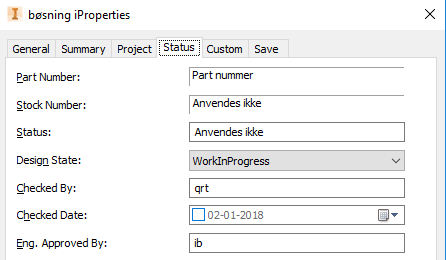 bøsning iProperties
General Summary Project Status Custom Save
Part Number: Part nummer
Stock Number: Anvendes ikke
Status: Anvendes ikke
Design State: WorkInProgress
Checked By: qrt
Checked Date: 02-01-2018
Eng. Approved By: ib